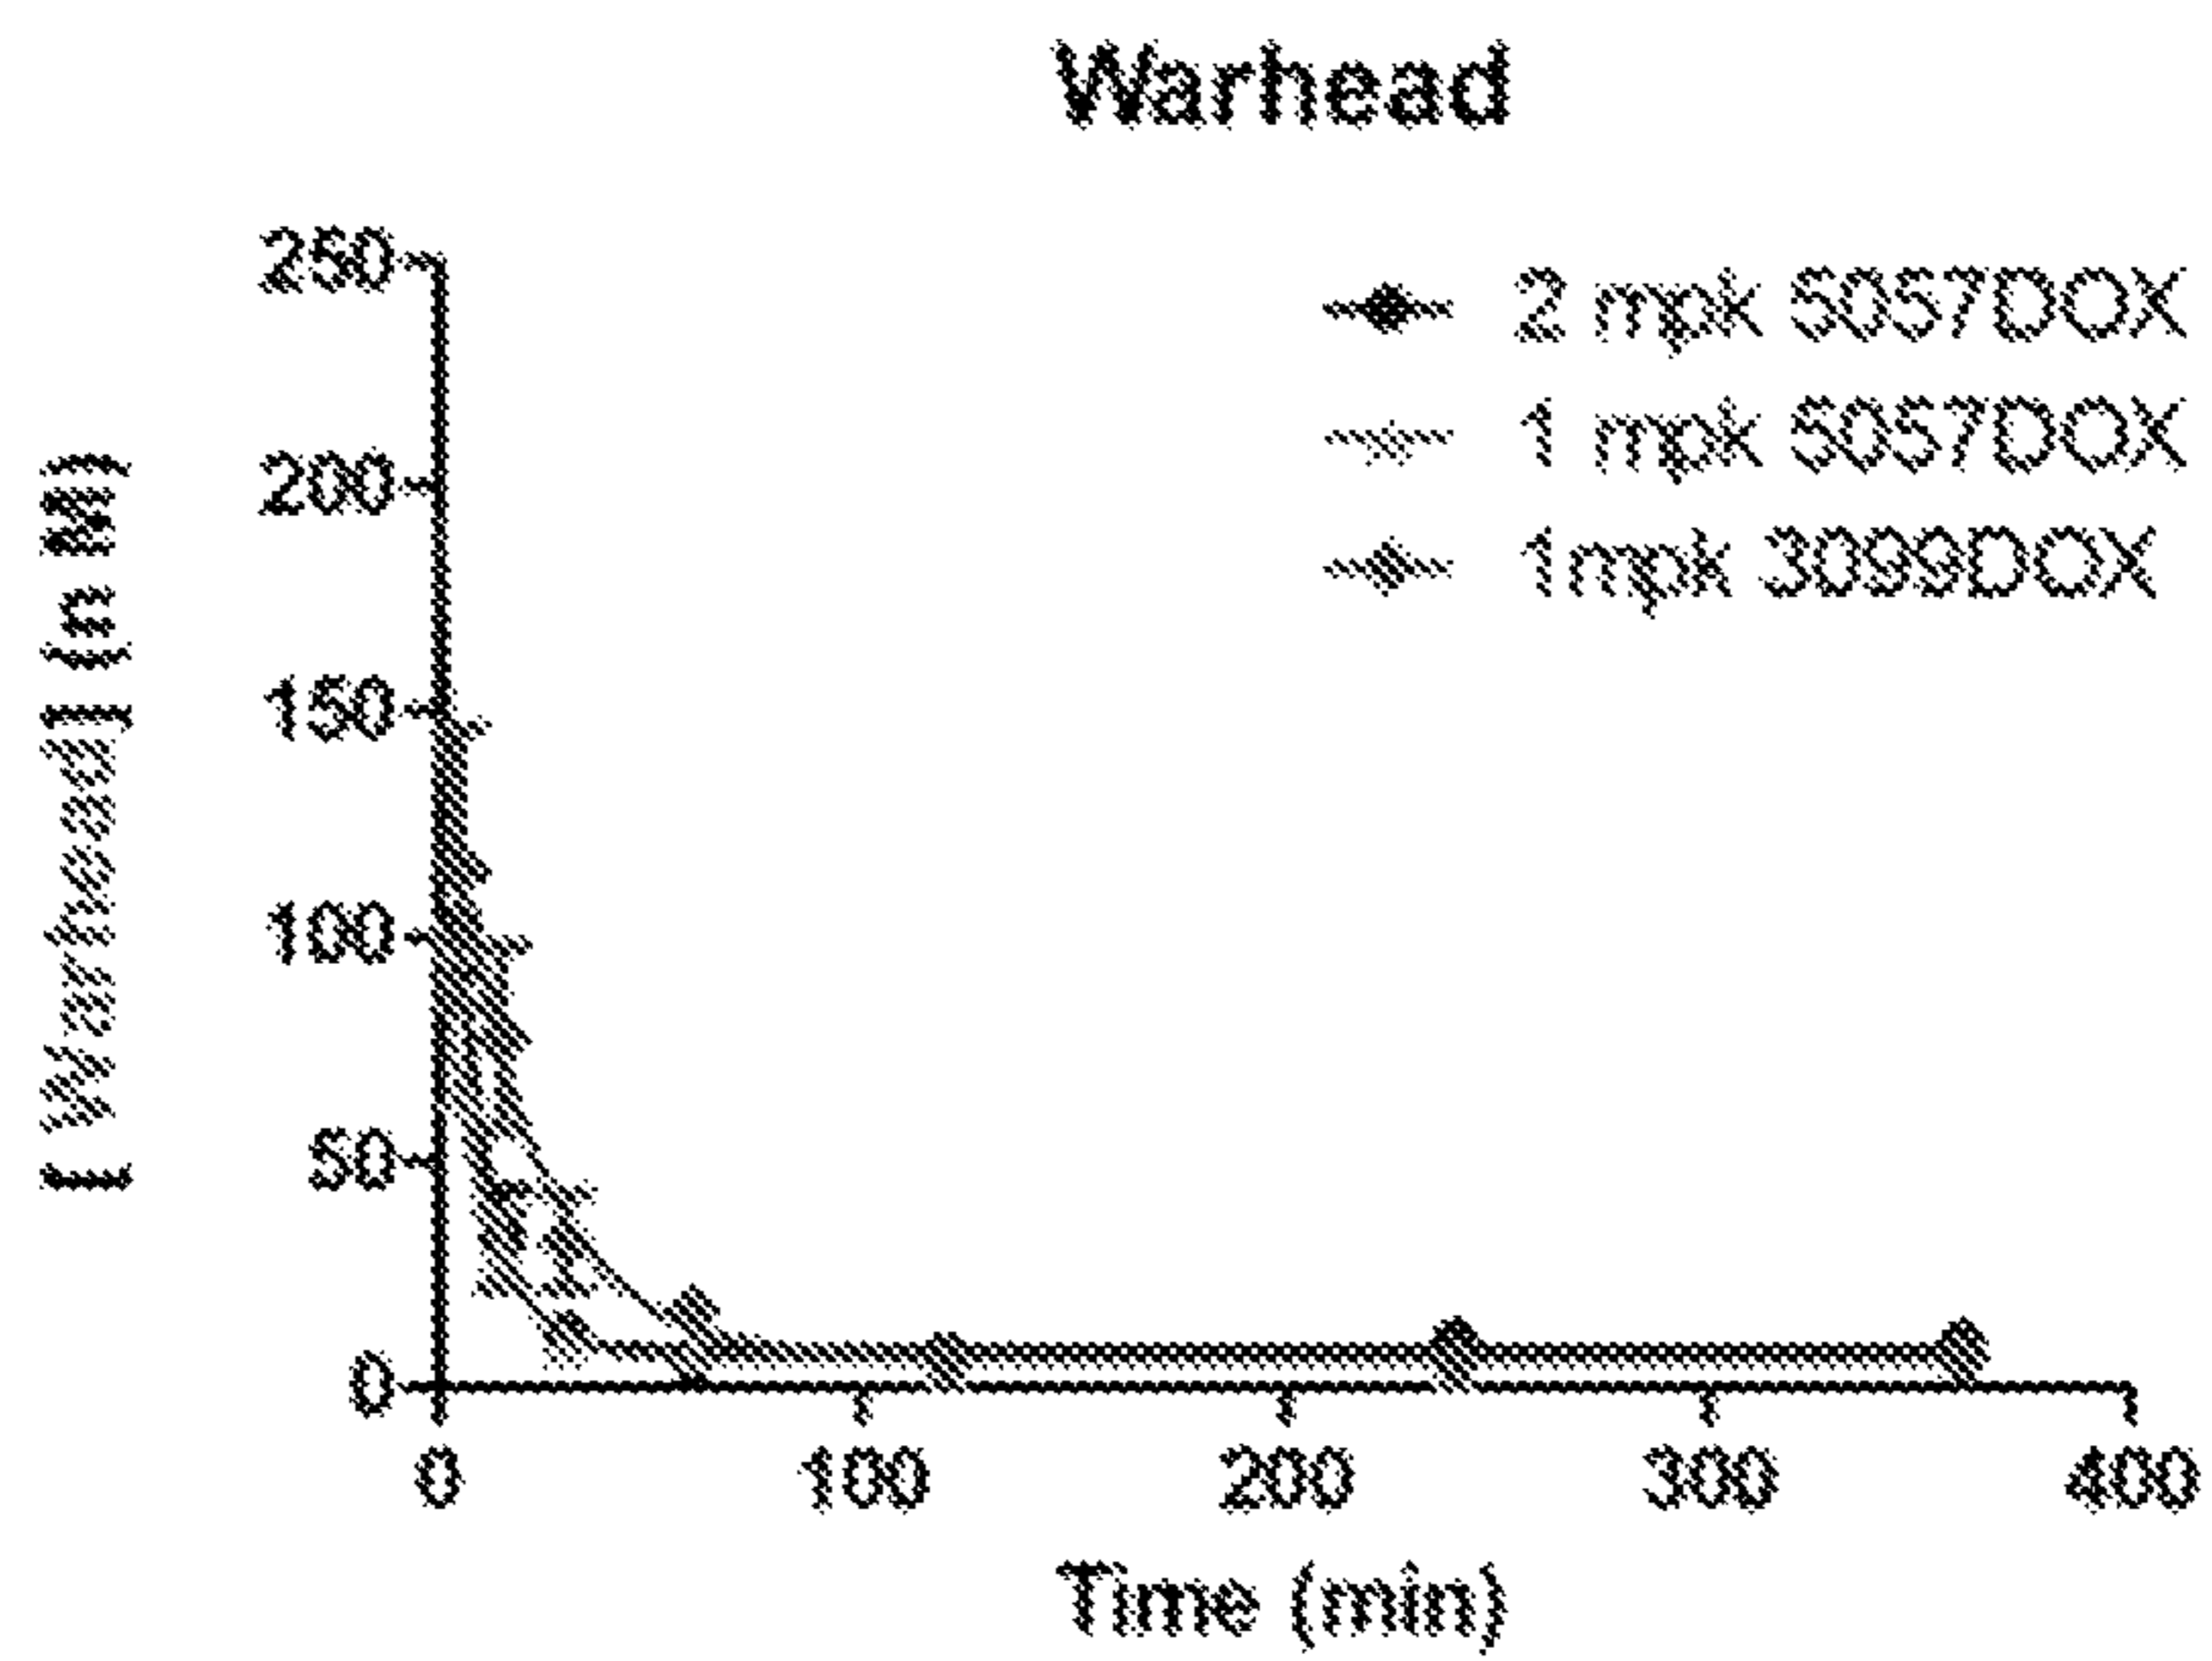 Warhead
[ Warhead ] (n M)
250
200
150
100
50
0
2 mpk 5057DOX
1 mpk 5057DOX
1mpk 3099DOX
0 100 200 300 400
Time (min)